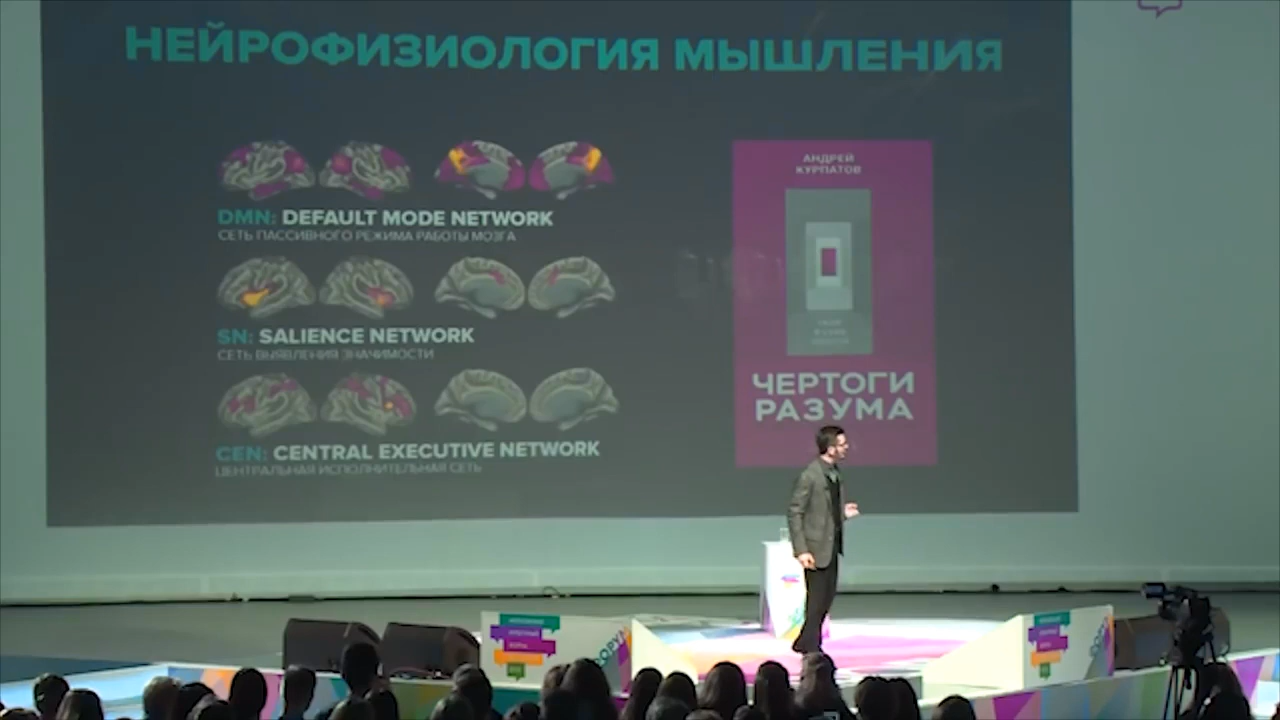 НЕЙРОФИЗИОЛОГИЯ МЫШЛЕНИЯ
DMN: DEFAULT MODE NETWORK
СЕТЬ ПАССИВНОГО РЕЖИМА РАБОТЫ МОЗГА
SN: SALIENCE NETWORK
СЕТЬ ВЫЯВЛЕНИЯ ЗНАЧИМОСТИ
CEN: CENTRAL EXECUTIVE NETWORK
ЦЕНТРАЛЬНАЯ ИСПОЛНИТЕЛЬНАЯ СЕТЬ
АНДРЕЙ
КУРПАТОВ
ЧЕРТОГИ
РАЗУМА